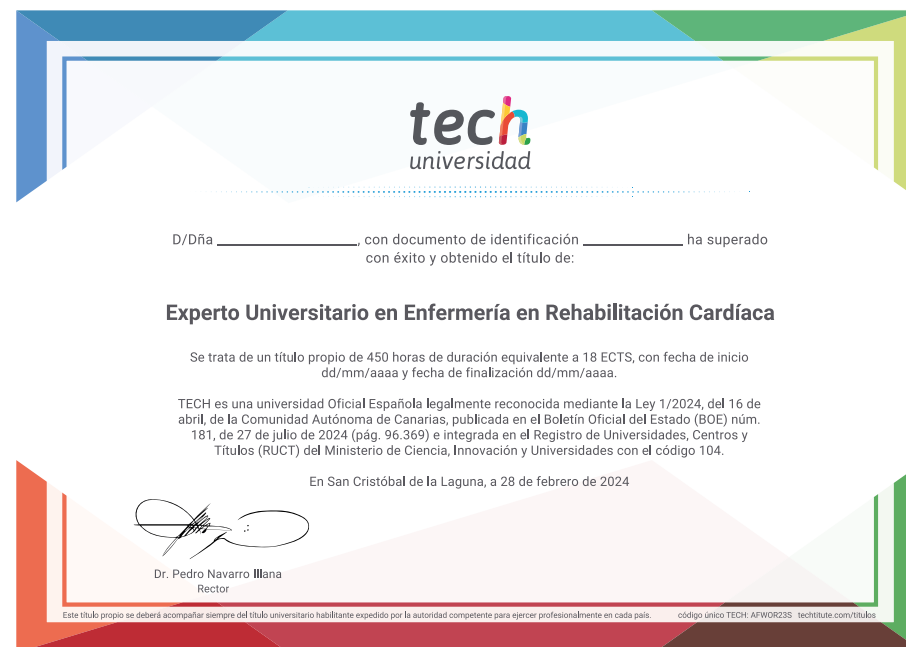 tech
universidad
D/Dña ____________, con documento de identificación ____________ ha superado
con éxito y obtenido el título de:
Experto Universitario en Enfermería en Rehabilitación Cardíaca
Se trata de un título propio de 450 horas de duración equivalente a 18 ECTS, con fecha de inicio
dd/mm/aaaa y fecha de finalización dd/mm/aaaa.
TECH es una universidad Oficial Española legalmente reconocida mediante la Ley 1/2024, del 16 de
abril, de la Comunidad Autónoma de Canarias, publicada en el Boletín Oficial del Estado (BOE) núm.
181, de 27 de julio de 2024 (pág. 96.369) e integrada en el Registro de Universidades, Centros y
Títulos (RUCT) del Ministerio de Ciencia, Innovación y Universidades con el código 104.
En San Cristóbal de la Laguna, a 28 de febrero de 2024
Dr. Pedro Navarro Illana
Rector
Este título propio se deberá acompañar siempre del título universitario habilitante expedido por la autoridad competente para ejercer profesionalmente en cada país. código único TECH: AFWOR23S techtitute.com/titulos